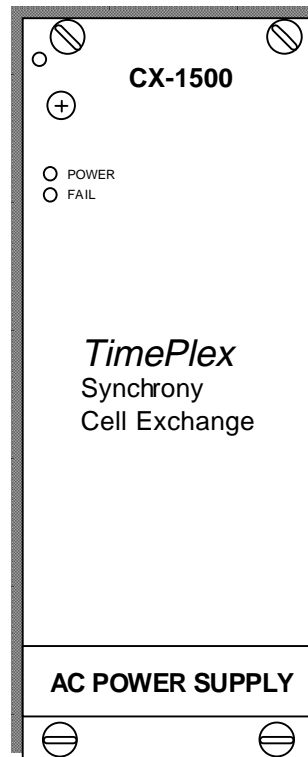 CX-1500
POWER
FAIL
TimePlex
Synchrony
Cell Exchange
AC POWER SUPPLY